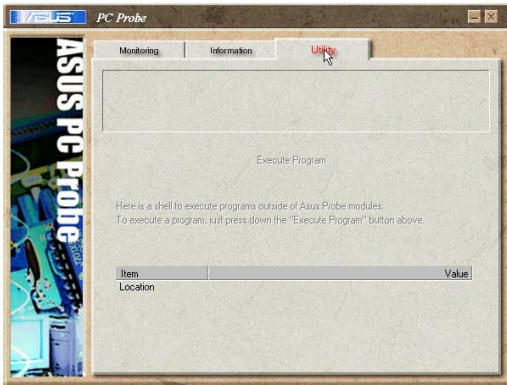 ASUS PC Probe
ASUS PC Probe
Monitoring Information Utility
Execute Program
Here is a shell to execute programs outside of Asus Probe modules.
To execute a program, just press down the "Execute Program" button above.
Item Value
Location